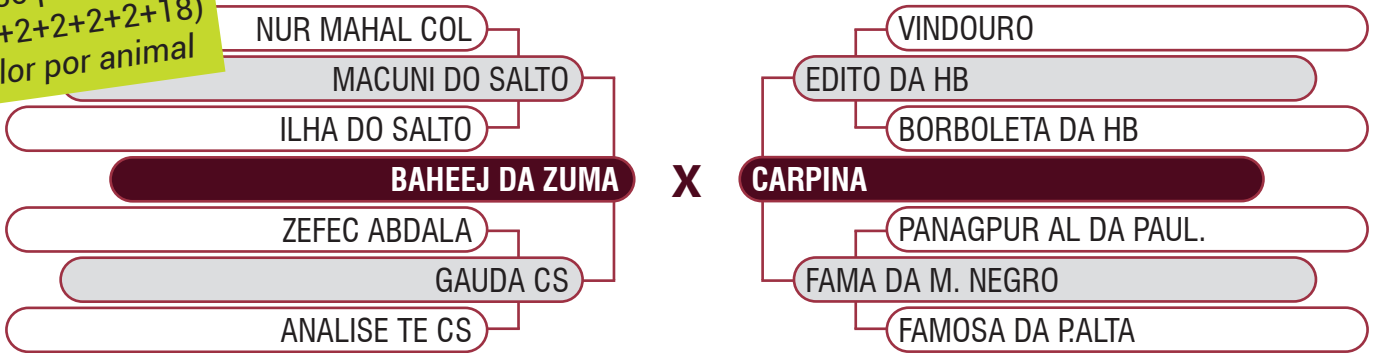 +2+2+2+2+18)
por animal
NUR MAHAL COL
MACUNI DO SALTO
ILHA DO SALTO
BAHEEJ DA ZUMA
ZEFEC ABDALA
GAUDA CS
ANALISE TE CS
X
VINDOURO
EDITO DA HB
BORBOLETA DA HB
CARPINA
PANAGPUR AL DA PAUL.
FAMA DA M. NEGRO
FAMOSA DA P.ALTA